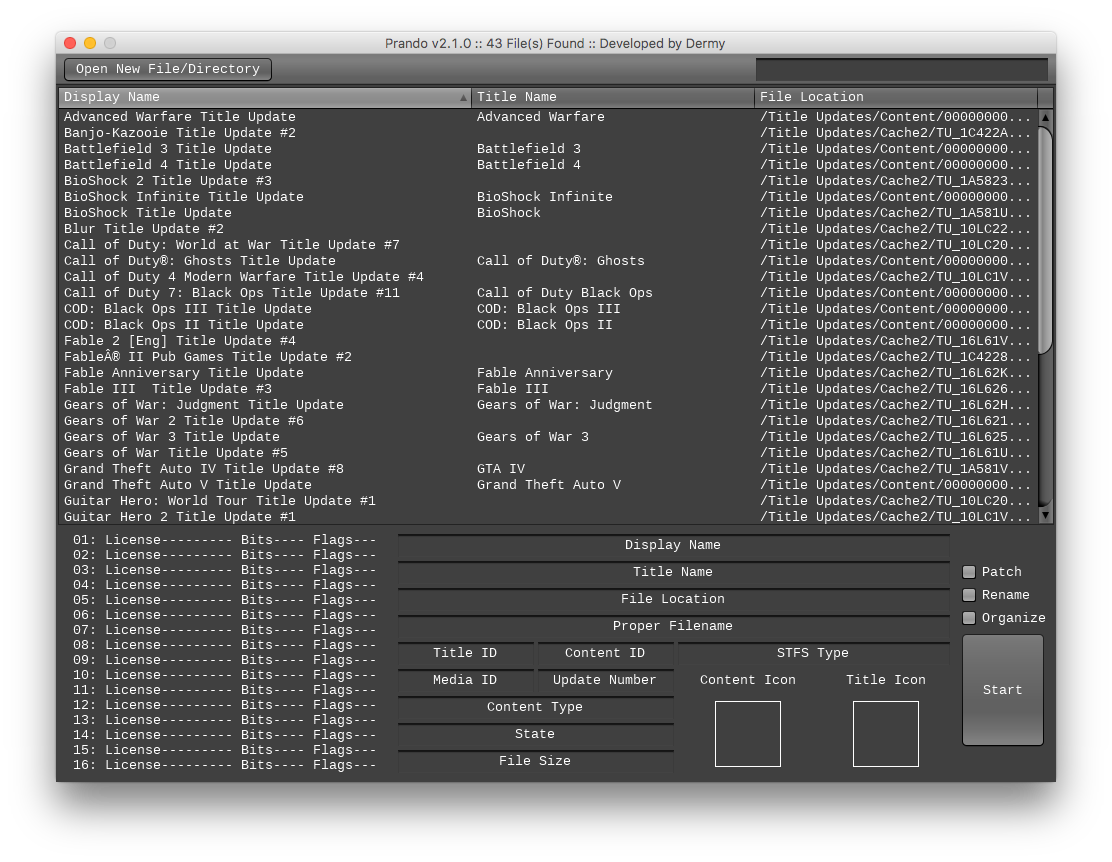 Prando v2.1.0 :: 43 File(s) Found :: Developed by Dermy
Open New File/Directory
Display Name Title Name File Location
Advanced Warfare Title Update Advanced Warfare /Title Updates/Content/00000000...
Banjo-Kazooie Title Update #2 /Title Updates/Cache2/TU_1C422A...
Battlefield 3 Title Update Battlefield 3 /Title Updates/Content/00000000...
Battlefield 4 Title Update Battlefield 4 /Title Updates/Content/00000000...
BioShock 2 Title Update #3 /Title Updates/Cache2/TU_1A5823...
BioShock Infinite Title Update BioShock Infinite /Title Updates/Content/00000000...
BioShock Title Update BioShock /Title Updates/Cache2/TU_1A581U...
Blur Title Update #2 /Title Updates/Cache2/TU_10LC22...
Call of Duty: World at War Title Update #7 /Title Updates/Cache2/TU_10LC20...
Call of Duty®: Ghosts Title Update Call of Duty®: Ghosts /Title Updates/Content/00000000...
Call of Duty 4 Modern Warfare Title Update #4 /Title Updates/Cache2/TU_10LC1V...
Call of Duty 7: Black Ops Title Update #11 Call of Duty Black Ops /Title Updates/Content/00000000...
COD: Black Ops III Title Update COD: Black Ops III /Title Updates/Content/00000000...
COD: Black Ops II Title Update COD: Black Ops II /Title Updates/Content/00000000...
Fable 2 [Eng] Title Update #4 /Title Updates/Cache2/TU_16L61V...
FableÂ® II Pub Games Title Update #2 /Title Updates/Cache2/TU_1C4228...
Fable Anniversary Title Update Fable Anniversary /Title Updates/Cache2/TU_16L62K...
Fable III  Title Update #3 Fable III /Title Updates/Cache2/TU_16L626...
Gears of War: Judgment Title Update Gears of War: Judgment /Title Updates/Cache2/TU_16L62H...
Gears of War 2 Title Update #6 /Title Updates/Cache2/TU_16L621...
Gears of War 3 Title Update Gears of War 3 /Title Updates/Cache2/TU_16L625...
Gears of War Title Update #5 /Title Updates/Cache2/TU_16L61U...
Grand Theft Auto IV Title Update #8 GTA IV /Title Updates/Cache2/TU_1A581V...
Grand Theft Auto V Title Update Grand Theft Auto V /Title Updates/Content/00000000...
Guitar Hero: World Tour Title Update #1 /Title Updates/Cache2/TU_10LC20...
Guitar Hero 2 Title Update #1 /Title Updates/Cache2/TU_10LC1V...
01: License--------- Bits---- Flags---
02: License--------- Bits---- Flags---
03: License--------- Bits---- Flags---
04: License--------- Bits---- Flags---
05: License--------- Bits---- Flags---
06: License--------- Bits---- Flags---
07: License--------- Bits---- Flags---
08: License--------- Bits---- Flags---
09: License--------- Bits---- Flags---
10: License--------- Bits---- Flags---
11: License--------- Bits---- Flags---
12: License--------- Bits---- Flags---
13: License--------- Bits---- Flags---
14: License--------- Bits---- Flags---
15: License--------- Bits---- Flags---
16: License--------- Bits---- Flags---
Display Name
Title Name
File Location
Proper Filename
Title ID Content ID STFS Type
Media ID Update Number Content Icon Title Icon
Content Type
State
File Size
Patch
Rename
Organize
Start